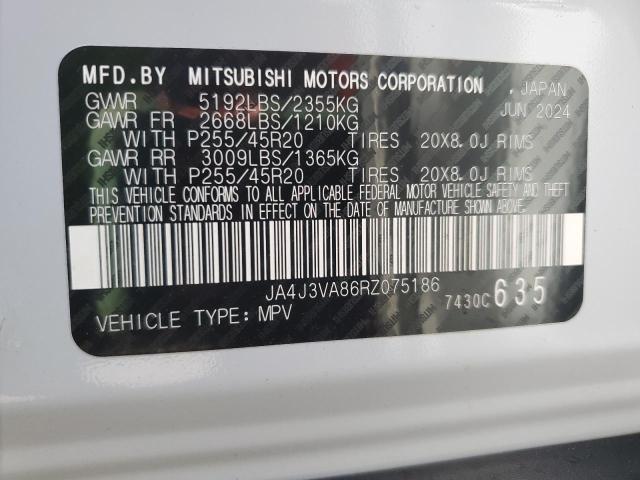 MFD.BY MITSUBISHI MOTORS CORPORATION , JAPAN
GVWR 5192LBS/2355KG JUN 2024
GAWR FR 2668LBS/1210KG
WITH P255/45R20 TIRES 20X8.0J RIMS
GAWR RR 3009LBS/1365KG
WITH P255/45R20 TIRES 20X8.0J RIMS
THIS VEHICLE CONFORMS TO ALL APPLICABLE FEDERAL MOTOR VEHICLE SAFETY AND THEFT
PREVENTION STANDARDS IN EFFECT ON THE DATE OF MANUFACTURE SHOWN ABOVE.
JA4J3VA86RZ075186
7430C 635
VEHICLE TYPE: MPV